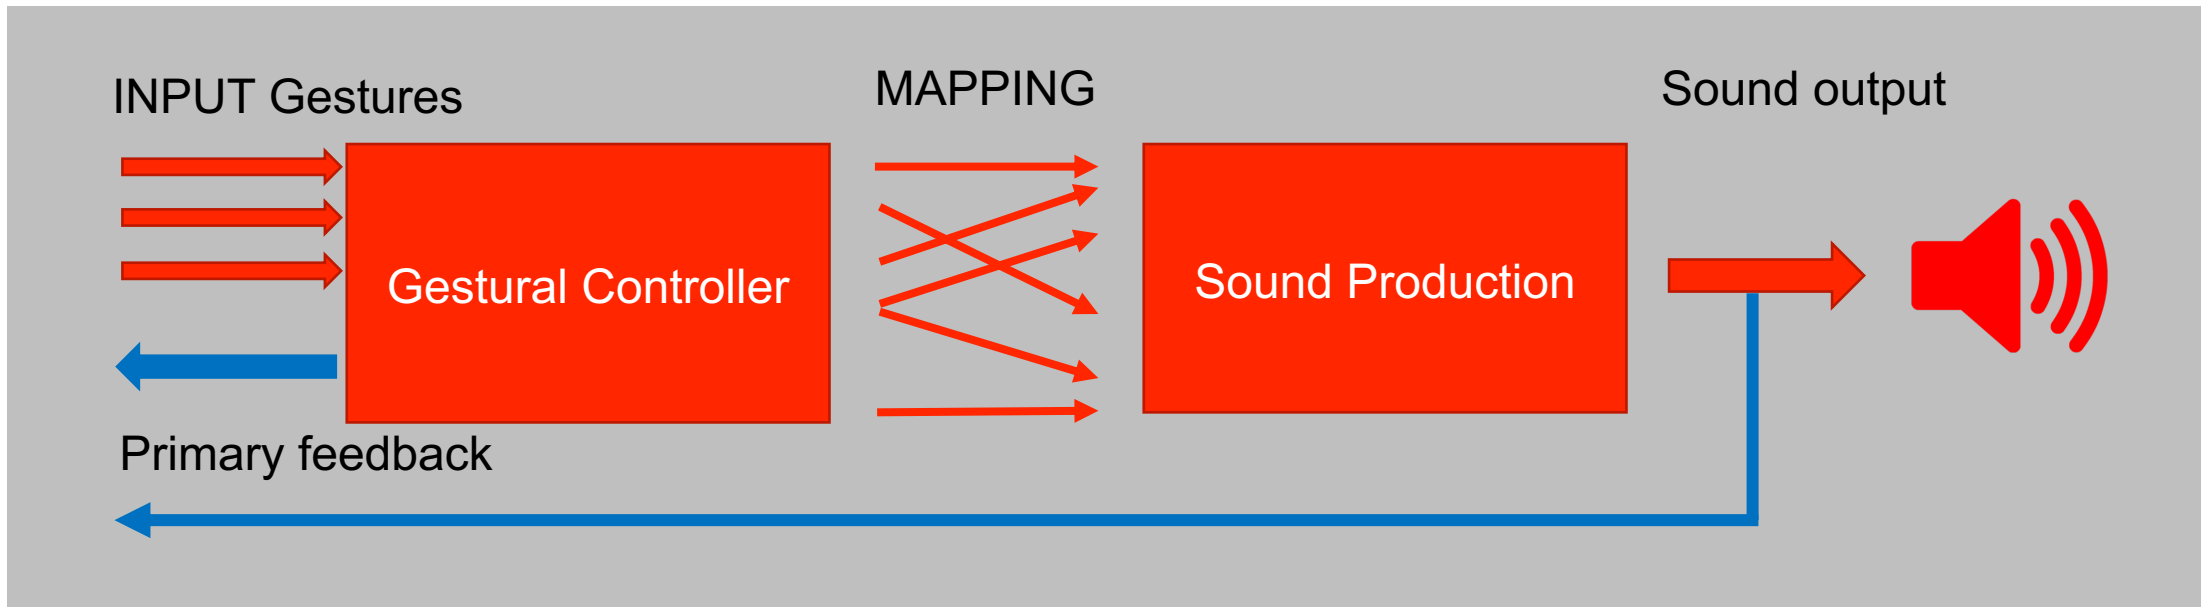 INPUT Gestures
MAPPING
Sound output
Gestural Controller
Sound Production
Primary feedback